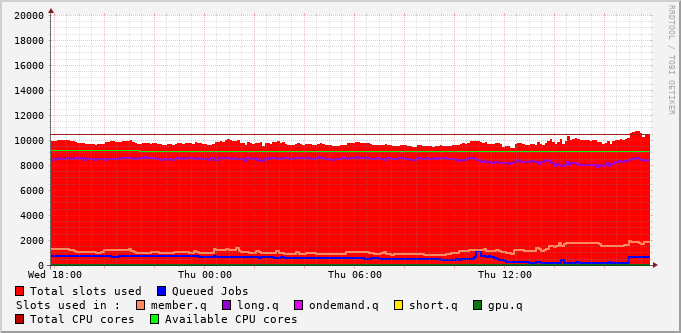 20000
18000
16000
14000
12000
10000
8000
6000
4000
2000
0
Wed 18:00 Thu 00:00 Thu 06:00 Thu 12:00
Total slots used Queued Jobs
Slots used in : member.q long.q ondemand.q short.q gpu.q
Total CPU cores Available CPU cores
RRDTOOL / TOBI OETIKER